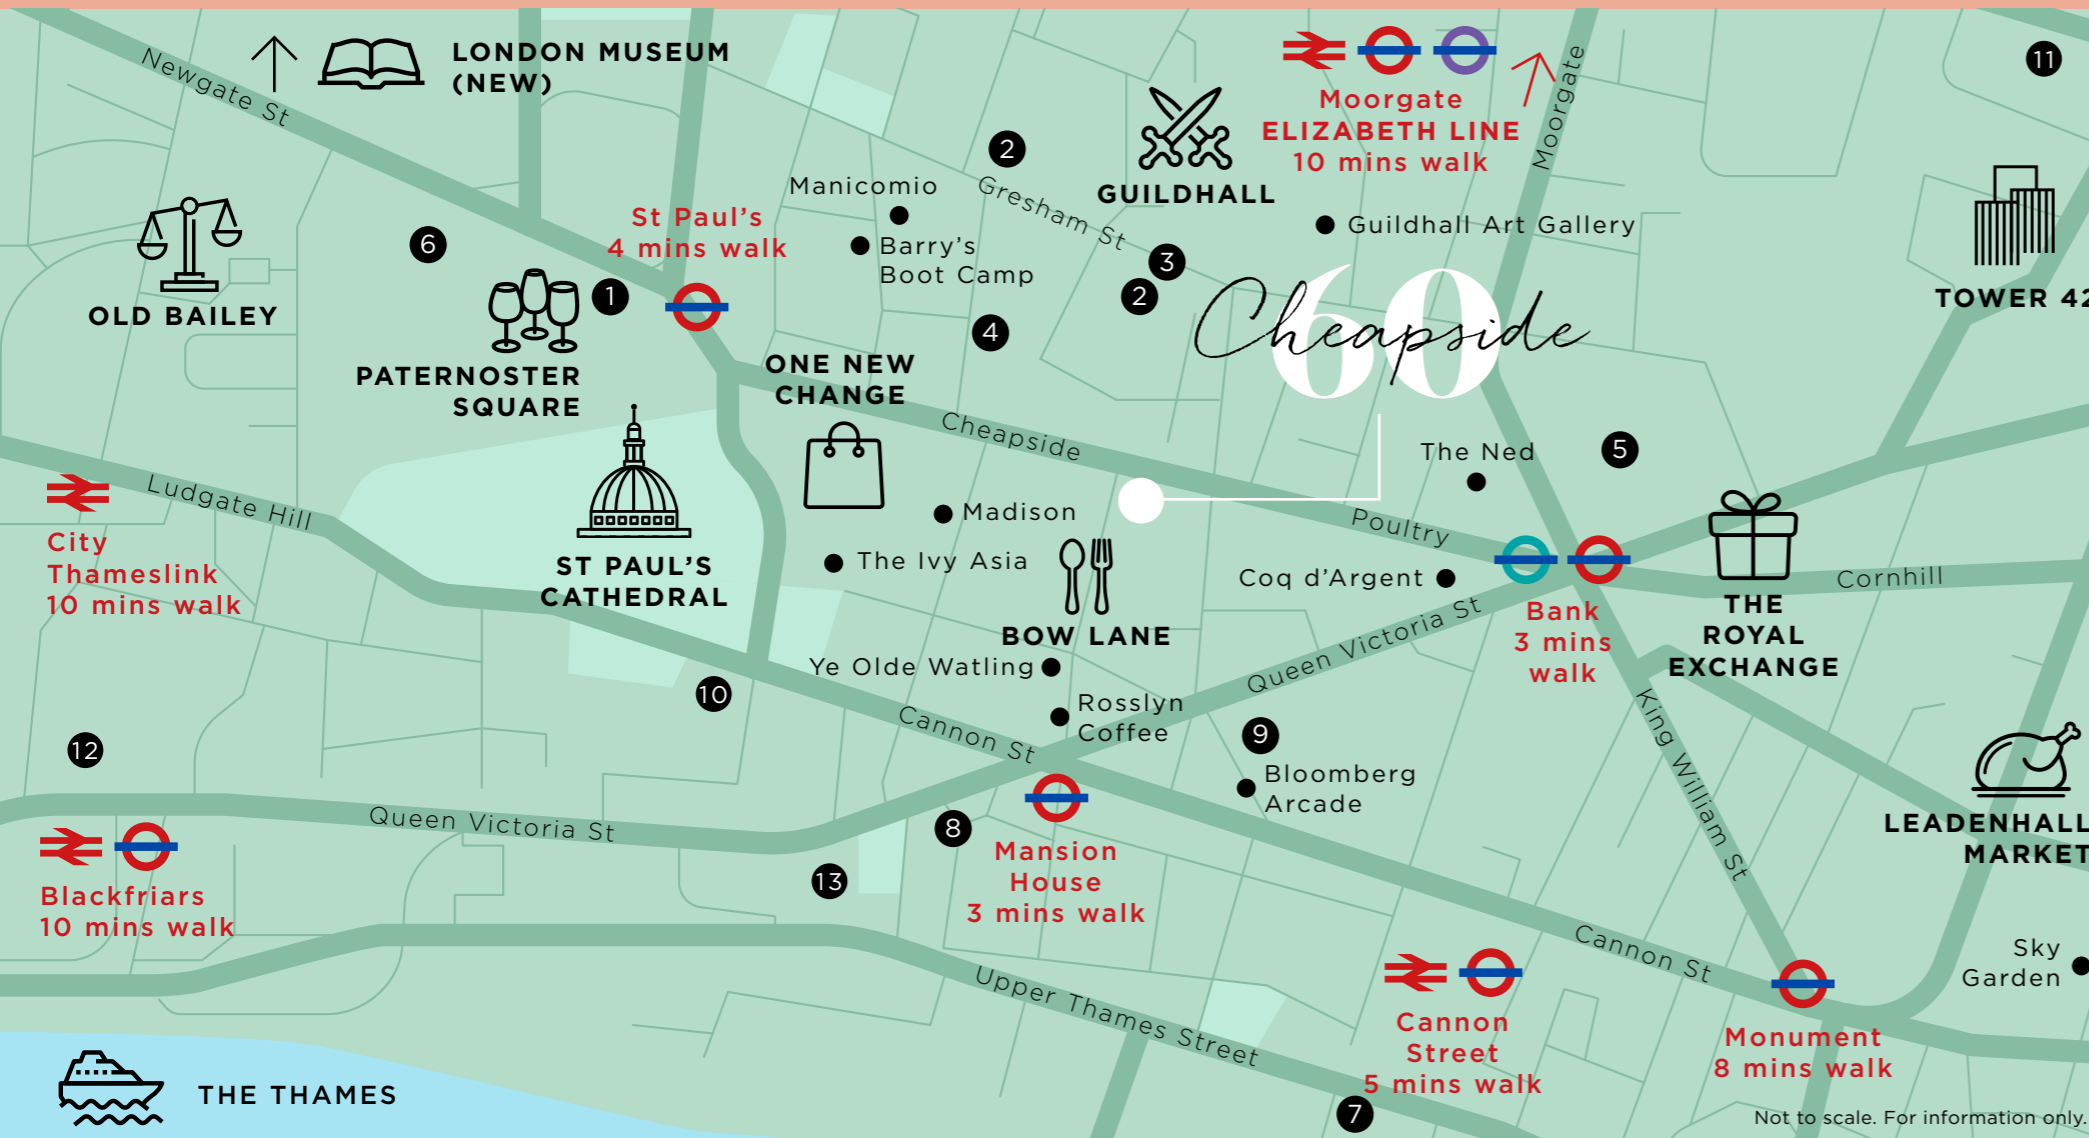 LONDON MUSEUM
(NEW)
Newgate St
Moorgate
ELIZABETH LINE
10 mins walk
Moorgate
11
2
Manicomio
Gresham St
GUILDHALL
St Paul's
4 mins walk
Guildhall Art Gallery
6
Barry's
Boot Camp
3
2
1
OLD BAILEY
TOWER 42
4
60
Cheapside
PATERNOSTER
SQUARE
ONE NEW
CHANGE
Cheapside
The Ned
5
Ludgate Hill
Madison
Poultry
City
Thameslink
10 mins walk
ST PAUL'S
CATHEDRAL
The Ivy Asia
Coq d'Argent
Cornhill
BOW LANE
Queen Victoria St
Bank
3 mins
walk
THE
ROYAL
EXCHANGE
Ye Olde Watling
10
Rosslyn
Coffee
Cannon St
King William St
12
9
Bloomberg
Arcade
Queen Victoria St
8
LEADENHALL
MARKET
Mansion
House
3 mins walk
13
Blackfriars
10 mins walk
Cannon St
Sky
Garden
Upper Thames Street
Cannon
Street
5 mins walk
Monument
8 mins walk
THE THAMES
7
Not to scale. For information only.